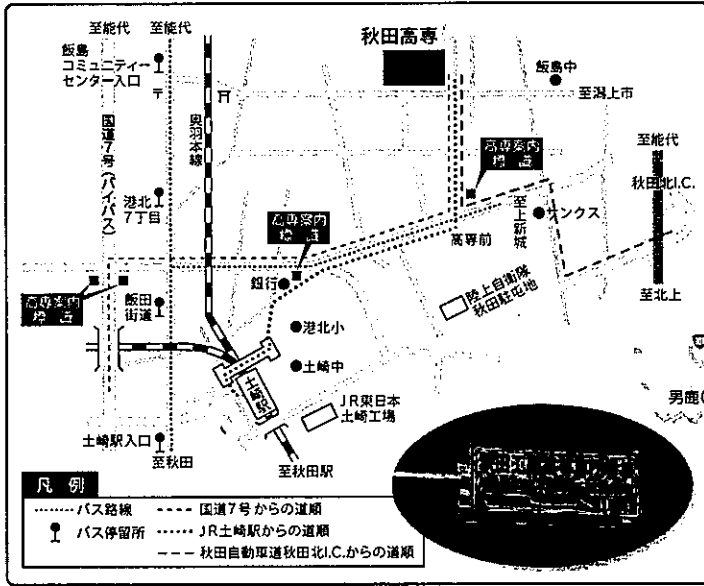 至能代
至能代
秋田高専
飯島
コミュニティー
センター入口
飯島中
至潟上市
奥羽本線
国道7号(バイパス)
高専案内
標識
至能代
秋田北I.C.
港北
7丁目
至上新城
サンクス
高専案内
標識
高専前
銀行
陸上自衛隊
秋田駐屯地
至北上
高専案内
標識
飯田
街道
港北小
土崎駅
土崎中
JR東日本
土崎工場
男鹿(
土崎駅入口
至秋田
至秋田駅
凡例
バス路線
国道7号からの道順
バス停留所
JR土崎駅からの道順
秋田自動車道秋田北I.C.からの道順